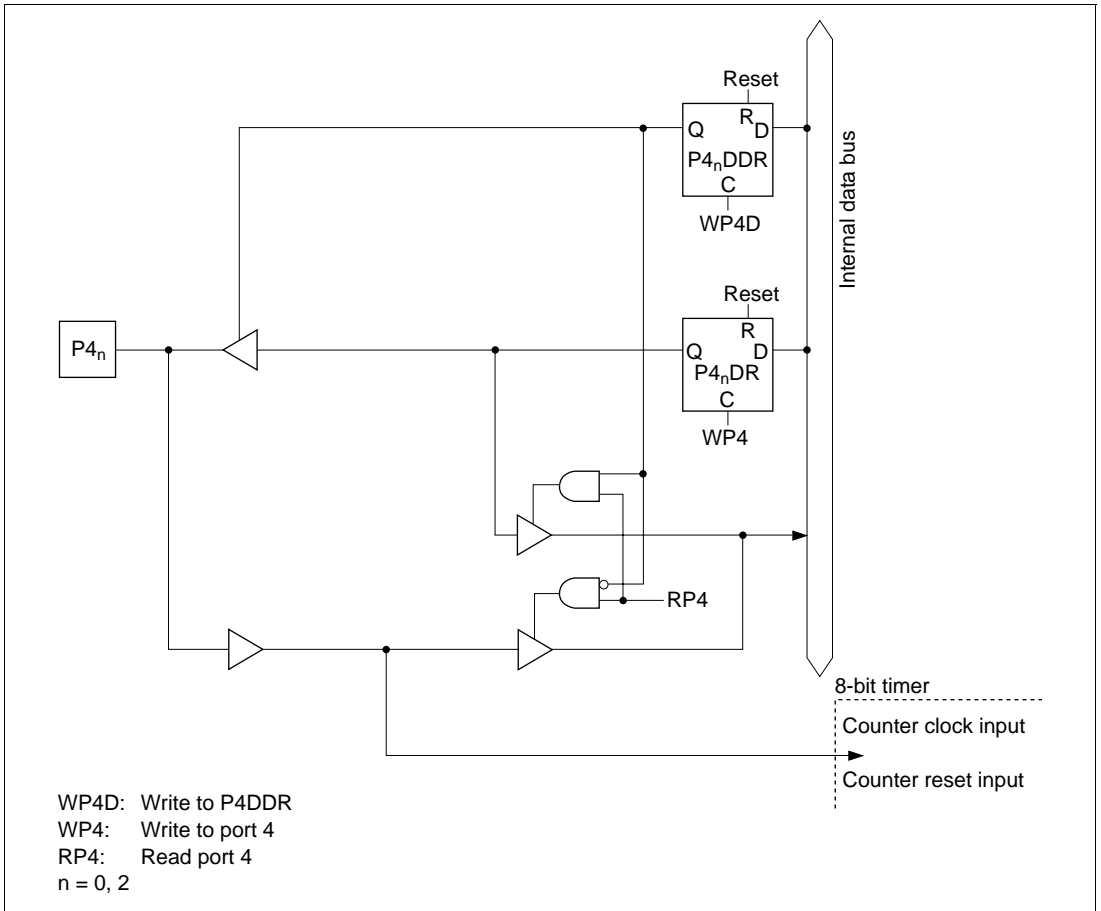 Reset
R
Q D
P4nDDR
C
WP4D
Internal data bus
Reset
R
P4n
Q D
P4nDR
C
WP4
RP4
8-bit timer
Counter clock input
Counter reset input
WP4D: Write to P4DDR
WP4: Write to port 4
RP4: Read port 4
n = 0, 2